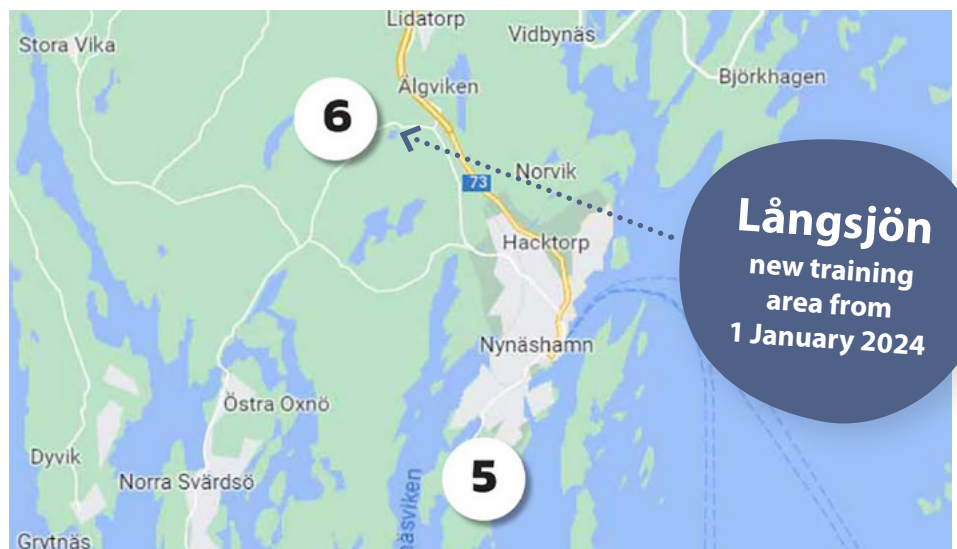 Lidatorp
Stora Vika
Vidbynäs
Björkhagen
Älgviken
6
Norvik
73
Långsjön
new training
area from
1 January 2024
Hacktorp
Nynäshamn
Östra Oxnö
Dyvik
Norra Svärdsö
5
Grytnäs